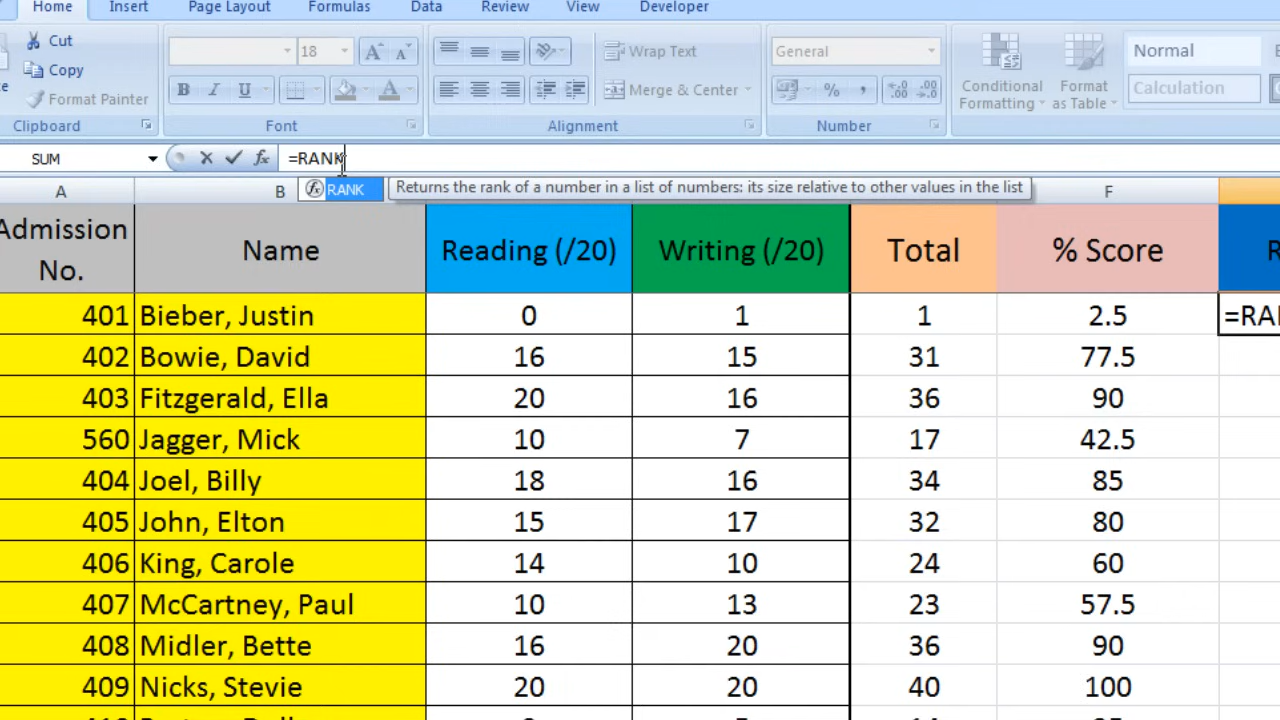 Home Insert Page Layout Formulas Data Review View Developer
Cut
Copy
Format Painter
Clipboard
18
A A
B I U A
Font
Wrap Text
Merge & Center
Alignment
General
% ,
Number
Conditional Formatting
Format as Table
Normal
Calculation
SUM fx =RANK
fx RANK Returns the rank of a number in a list of numbers: its size relative to other values in the list
A B F
Admission No. Name Reading (/20) Writing (/20) Total % Score
401 Bieber, Justin 0 1 1 2.5 =RAN
402 Bowie, David 16 15 31 77.5
403 Fitzgerald, Ella 20 16 36 90
560 Jagger, Mick 10 7 17 42.5
404 Joel, Billy 18 16 34 85
405 John, Elton 15 17 32 80
406 King, Carole 14 10 24 60
407 McCartney, Paul 10 13 23 57.5
408 Midler, Bette 16 20 36 90
409 Nicks, Stevie 20 20 40 100